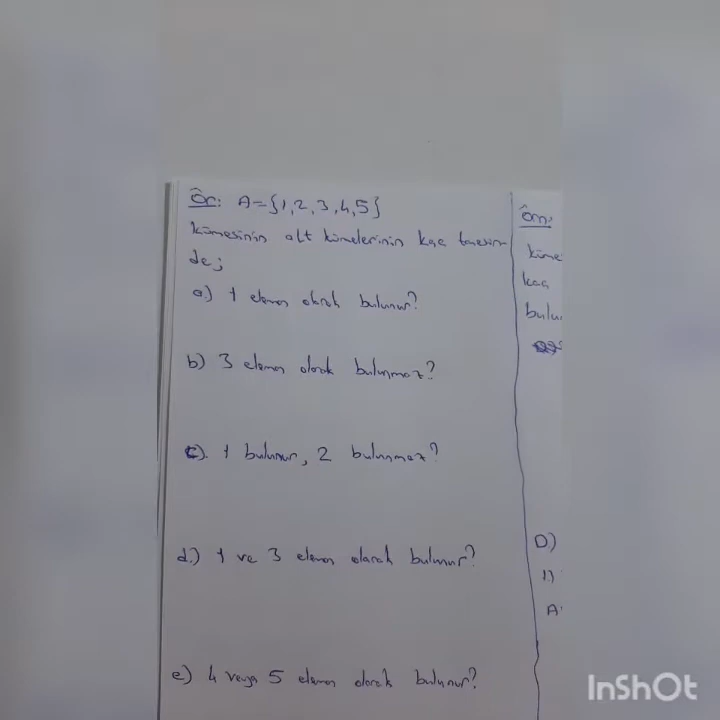 Ör: A={1,2,3,4,5}
kümesinin alt kümelerinin kaç tanesin
de;
a.) 1 eleman olarak bulunur?
b) 3 eleman olarak bulunmaz?
c). 1 bulunur, 2 bulunmaz?
d.) 1 ve 3 eleman olarak bulunur?
e) 4 veya 5 eleman olarak bulunur?
Örn:
küme
kaç
bulu
D)
1)
A
InShOt